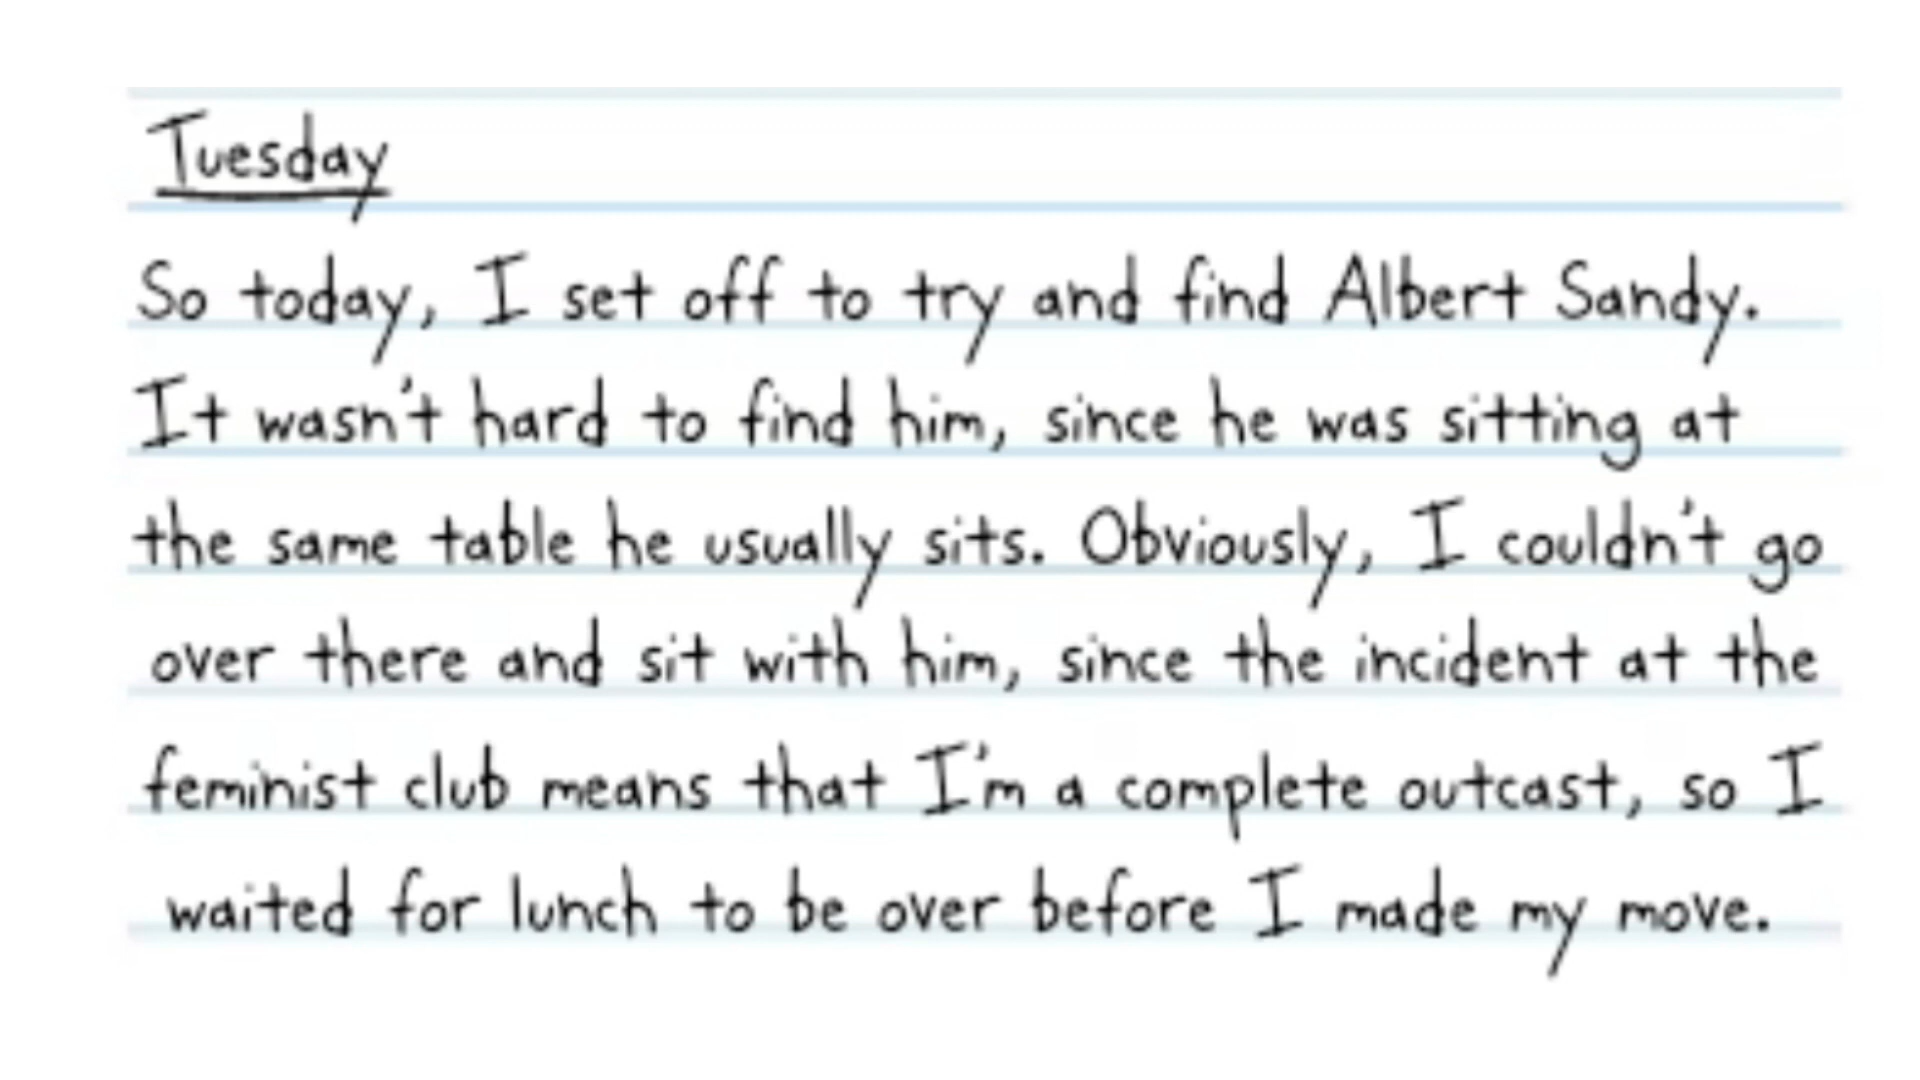 Tuesday
So today, I set off to try and find Albert Sandy.
It wasn't hard to find him, since he was sitting at
the same table he usually sits. Obviously, I couldn't go
over there and sit with him, since the incident at the
feminist club means that I'm a complete outcast, so I
waited for lunch to be over before I made my move.